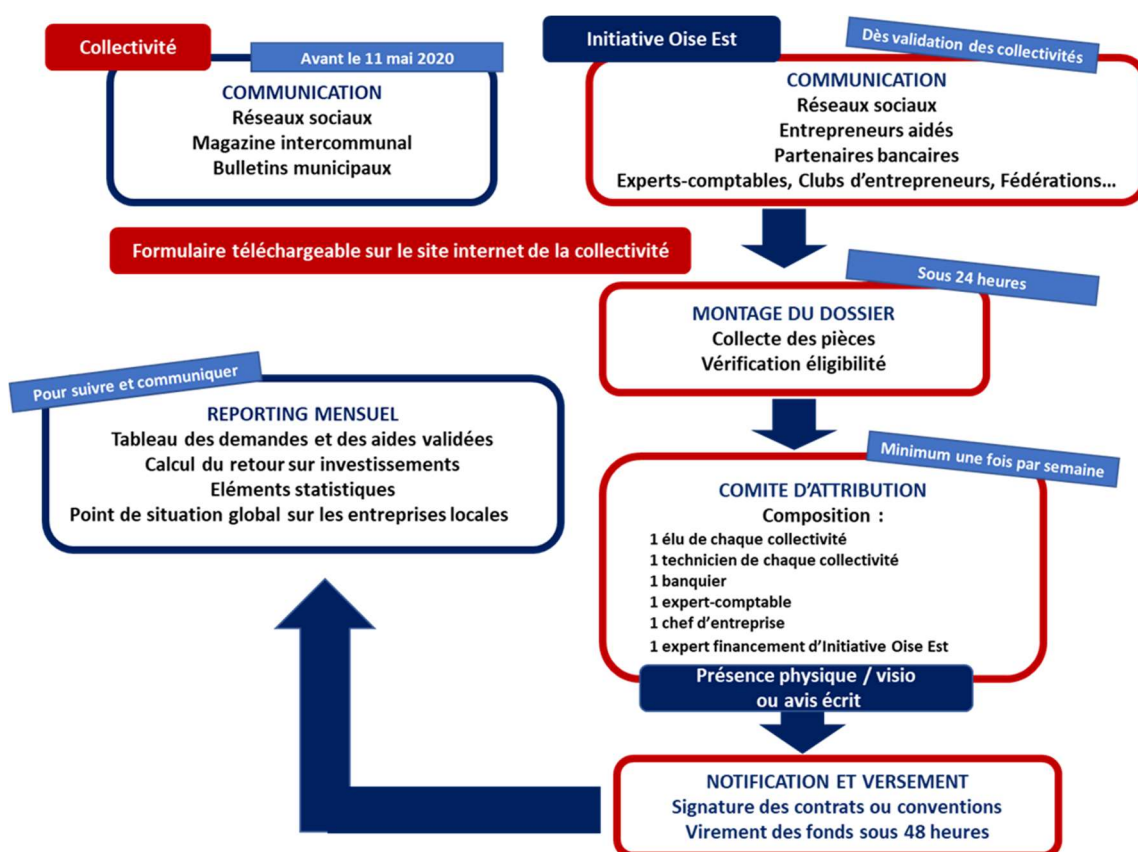 Collectivité
Avant le 11 mai 2020
COMMUNICATION
Réseaux sociaux
Magazine intercommunal
Bulletins municipaux
Initiative Oise Est
Dès validation des collectivités
COMMUNICATION
Réseaux sociaux
Entrepreneurs aidés
Partenaires bancaires
Experts-comptables, Clubs d'entrepreneurs, Fédérations...
Formulaire téléchargeable sur le site internet de la collectivité
Sous 24 heures
MONTAGE DU DOSSIER
Collecte des pièces
Vérification éligibilité
Pour suivre et communiquer
REPORTING MENSUEL
Tableau des demandes et des aides validées
Calcul du retour sur investissements
Eléments statistiques
Point de situation global sur les entreprises locales
Minimum une fois par semaine
COMITE D'ATTRIBUTION
Composition :
1 élu de chaque collectivité
1 technicien de chaque collectivité
1 banquier
1 expert-comptable
1 chef d'entreprise
1 expert financement d'Initiative Oise Est
Présence physique / visio
ou avis écrit
NOTIFICATION ET VERSEMENT
Signature des contrats ou conventions
Virement des fonds sous 48 heures